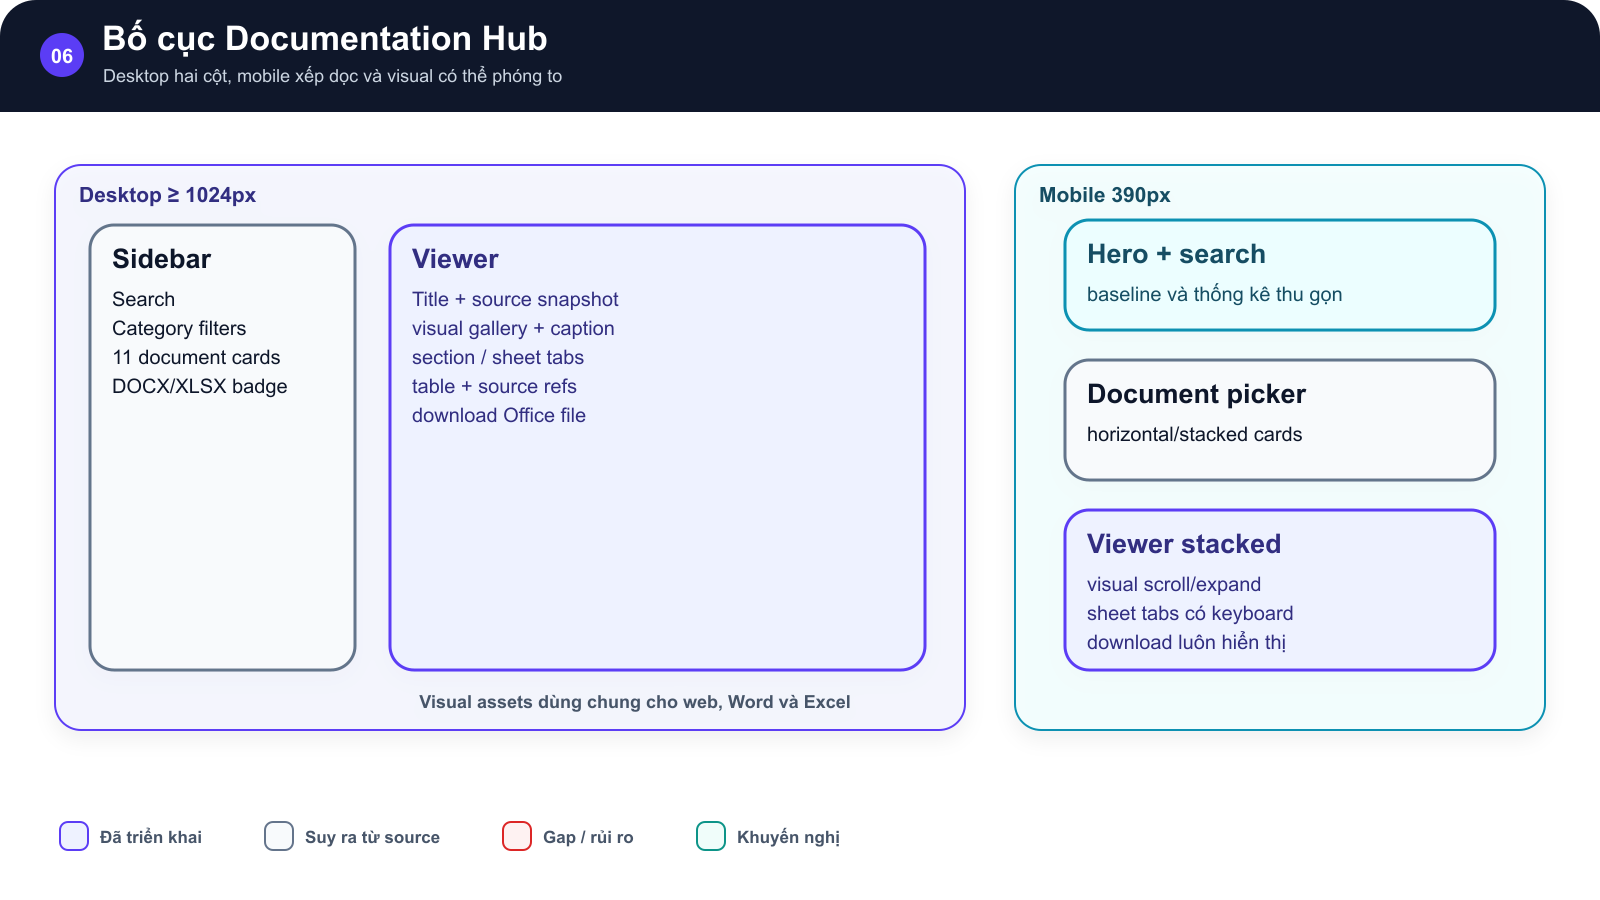 06
Bố cục Documentation Hub
Desktop hai cột, mobile xếp dọc và visual có thể phóng to
Desktop ≥ 1024px
Sidebar
Search
Category filters
11 document cards
DOCX/XLSX badge
Viewer
Title + source snapshot
visual gallery + caption
section / sheet tabs
table + source refs
download Office file
Visual assets dùng chung cho web, Word và Excel
Mobile 390px
Hero + search
baseline và thống kê thu gọn
Document picker
horizontal/stacked cards
Viewer stacked
visual scroll/expand
sheet tabs có keyboard
download luôn hiển thị
Đã triển khai
Suy ra từ source
Gap / rủi ro
Khuyến nghị